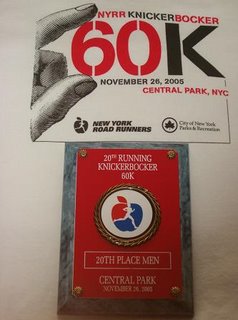 NYRR KNICKERBOCKER
60K
NOVEMBER 26, 2005
CENTRAL PARK, NYC
NEW YORK
ROAD RUNNERS
City of New York
Parks & Recreation
20TH RUNNING
KNICKERBOCKER
60K
20TH PLACE MEN
CENTRAL PARK
NOVEMBER 26, 2005